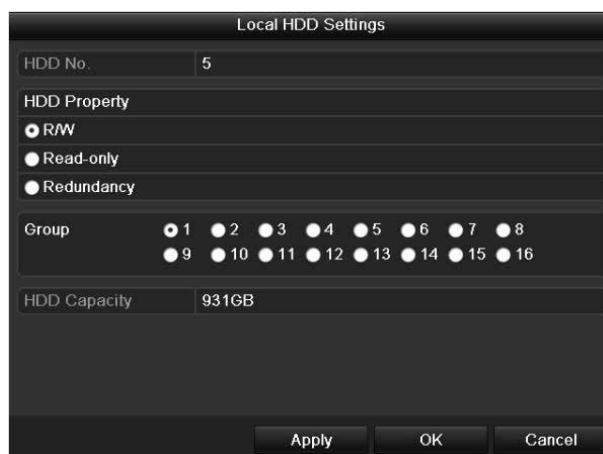 Local HDD Settings
HDD No. 5
HDD Property
R/W
Read-only
Redundancy
Group 1 2 3 4 5 6 7 8
9 10 11 12 13 14 15 16
HDD Capacity 931GB
Apply OK Cancel